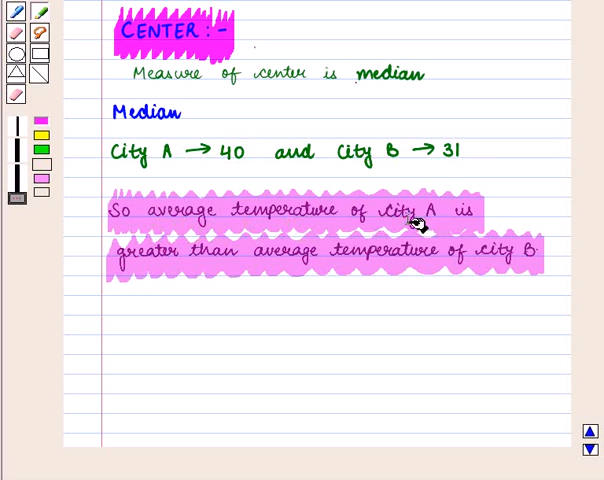 CENTER:-
Measure of center is median
Median
City A → 40 and City B → 31
So average temperature of city A is
greater than average temperature of city B.